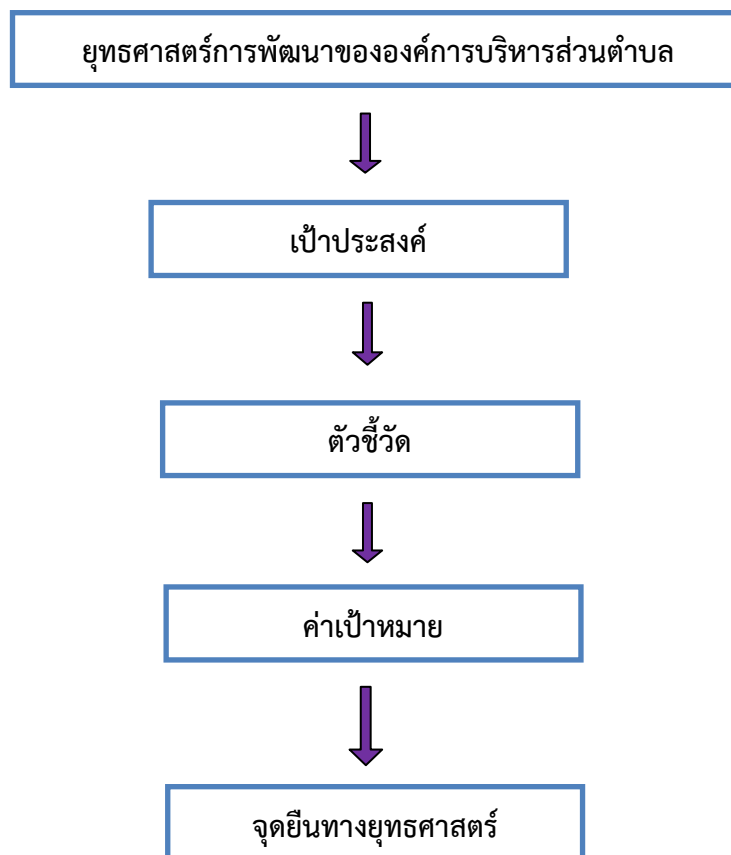 ยุทธศาสตร์การพัฒนาขององค์การบริหารส่วนตำบล
เป้าประสงค์
ตัวชี้วัด
ค่าเป้าหมาย
จุดยืนทางยุทธศาสตร์